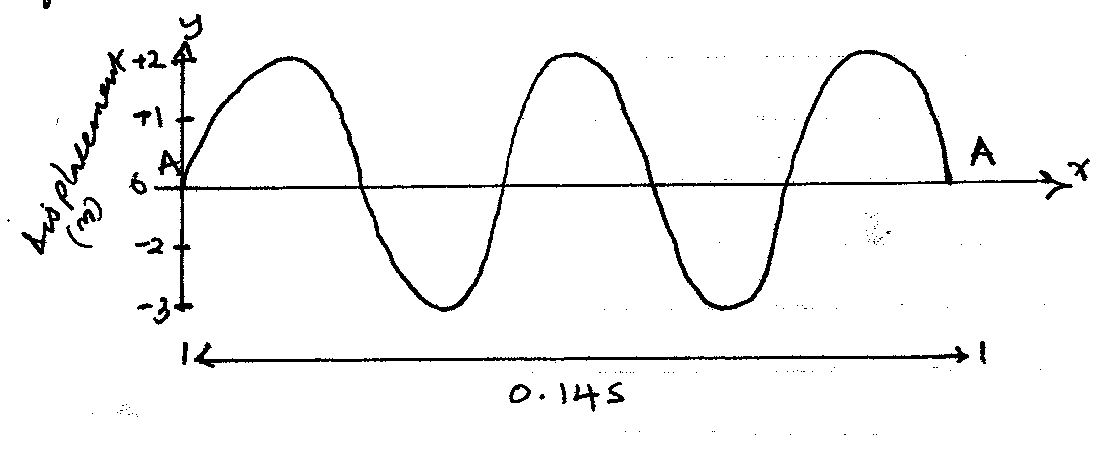 y
Displacement
(m)
+2
+1
A
0
-2
-3
A
x
0.14s